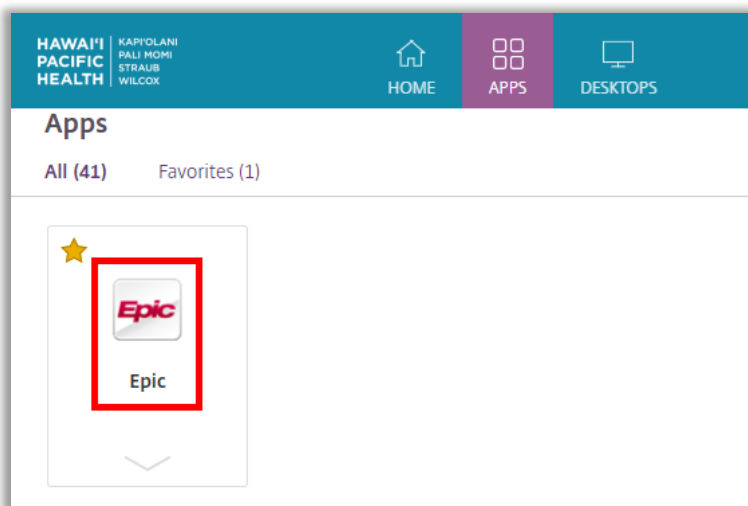 HAWAI'I
PACIFIC
HEALTH
KAPI'OLANI
PALI MOMI
STRAUB
WILCOX
HOME
APPS
DESKTOPS
Apps
All (41) Favorites (1)
Epic
Epic